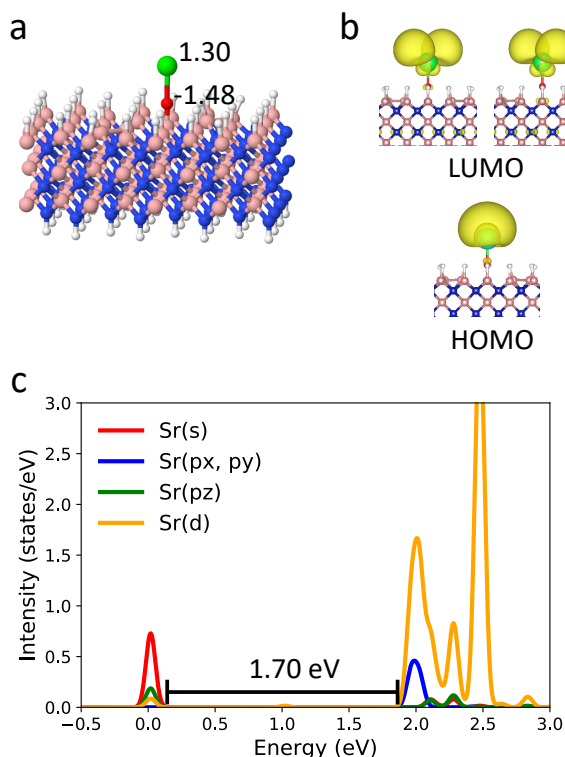 a
1.30
-1.48
b
LUMO
HOMO
c
Sr(s)
Sr(px, py)
Sr(pz)
Sr(d)
1.70 eV
Intensity (states/eV)
3.0
2.5
2.0
1.5
1.0
0.5
0.0
−0.5 0.0 0.5 1.0 1.5 2.0 2.5 3.0
Energy (eV)